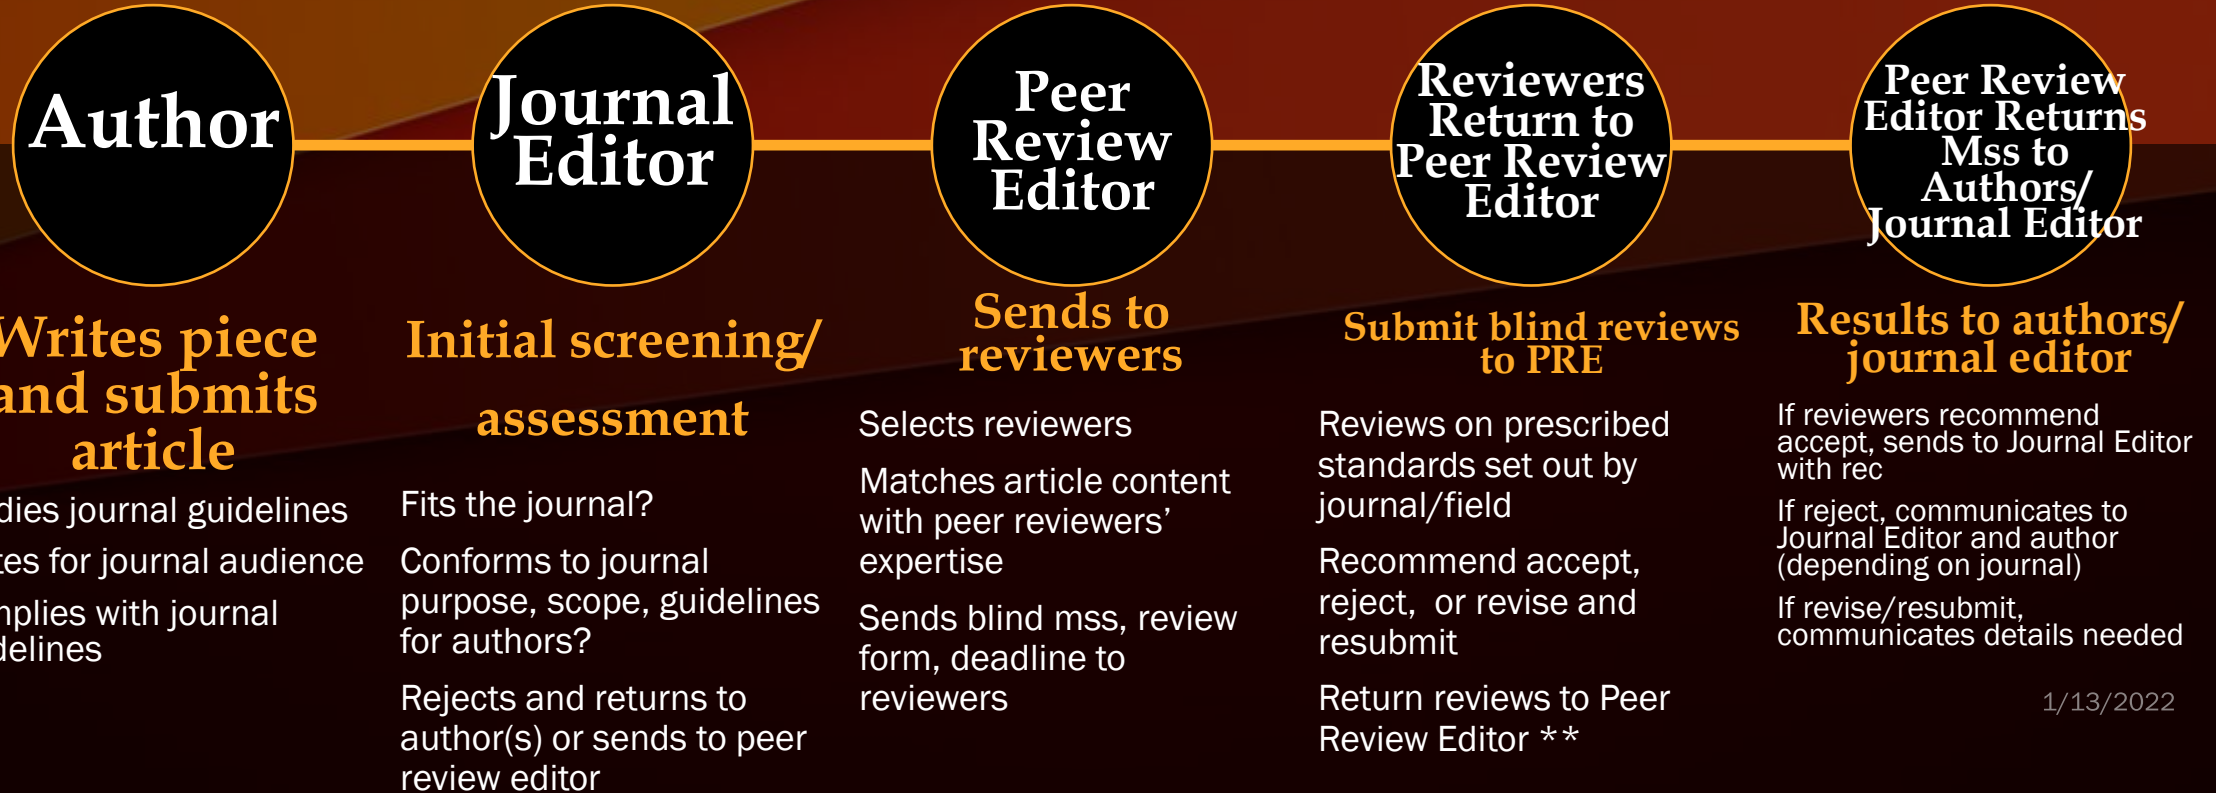 Author
Writes piece
and submits
article
journal guidelines
for journal audience
with journal
Journal
Editor
Initial screening/
assessment
Fits the journal?
Conforms to journal
purpose, scope, guidelines
for authors?
Rejects and returns to
author(s) or sends to peer
review editor
Peer
Review
Editor
Sends to
reviewers
Selects reviewers
Matches article content
with peer reviewers’
expertise
Sends blind mss, review
form, deadline to
reviewers
Reviewers
Return to
Peer Review
Editor
Submit blind reviews
to PRE
Reviews on prescribed
standards set out by
journal/field
Recommend accept,
reject,  or revise and
resubmit
Return reviews to Peer
Review Editor **
Peer Review
Editor Returns
Mss to
Authors/
Journal Editor
Results to authors/
journal editor
If reviewers recommend
accept, sends to Journal Editor
with rec
If reject, communicates to
Journal Editor and author
(depending on journal)
If revise/resubmit,
communicates details needed
1/13/2022